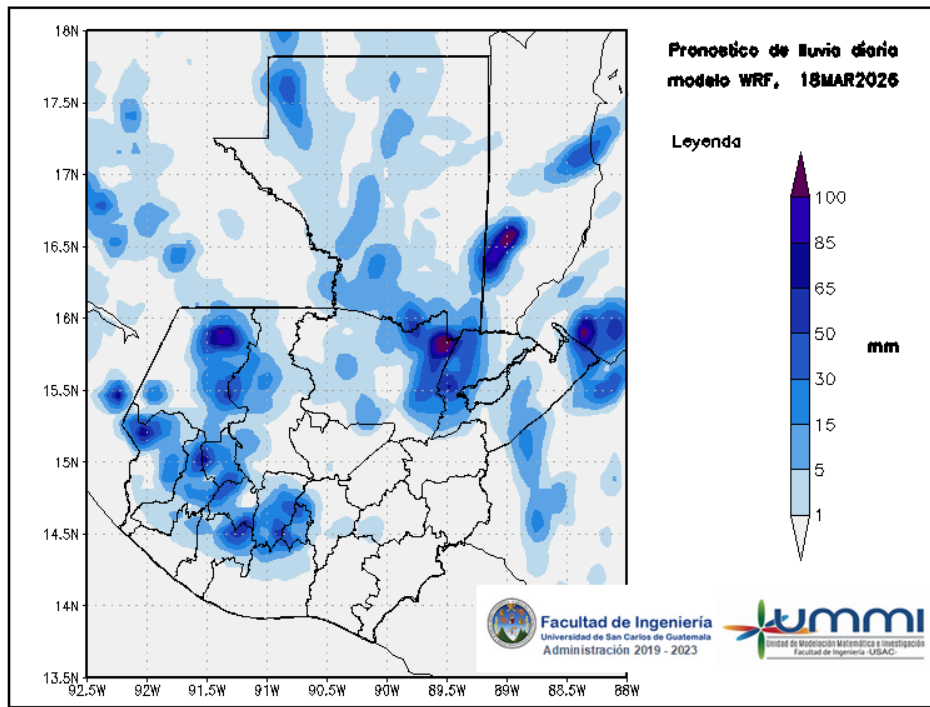 Pronostico de lluvia diaria
modelo WRF, 18MAR2026
Leyenda
100
85
65
50
30
15
5
1
mm
18N
17.5N
17N
16.5N
16N
15.5N
15N
14.5N
14N
13.5N
92.5W
92W
91.5W
91W
90.5W
90W
89.5W
89W
88.5W
88W
Facultad de Ingeniería
Universidad de San Carlos de Guatemala
Administración 2019 - 2023
UMMI
Unidad de Modelación Matemática e Investigación
Facultad de Ingeniería -USAC-